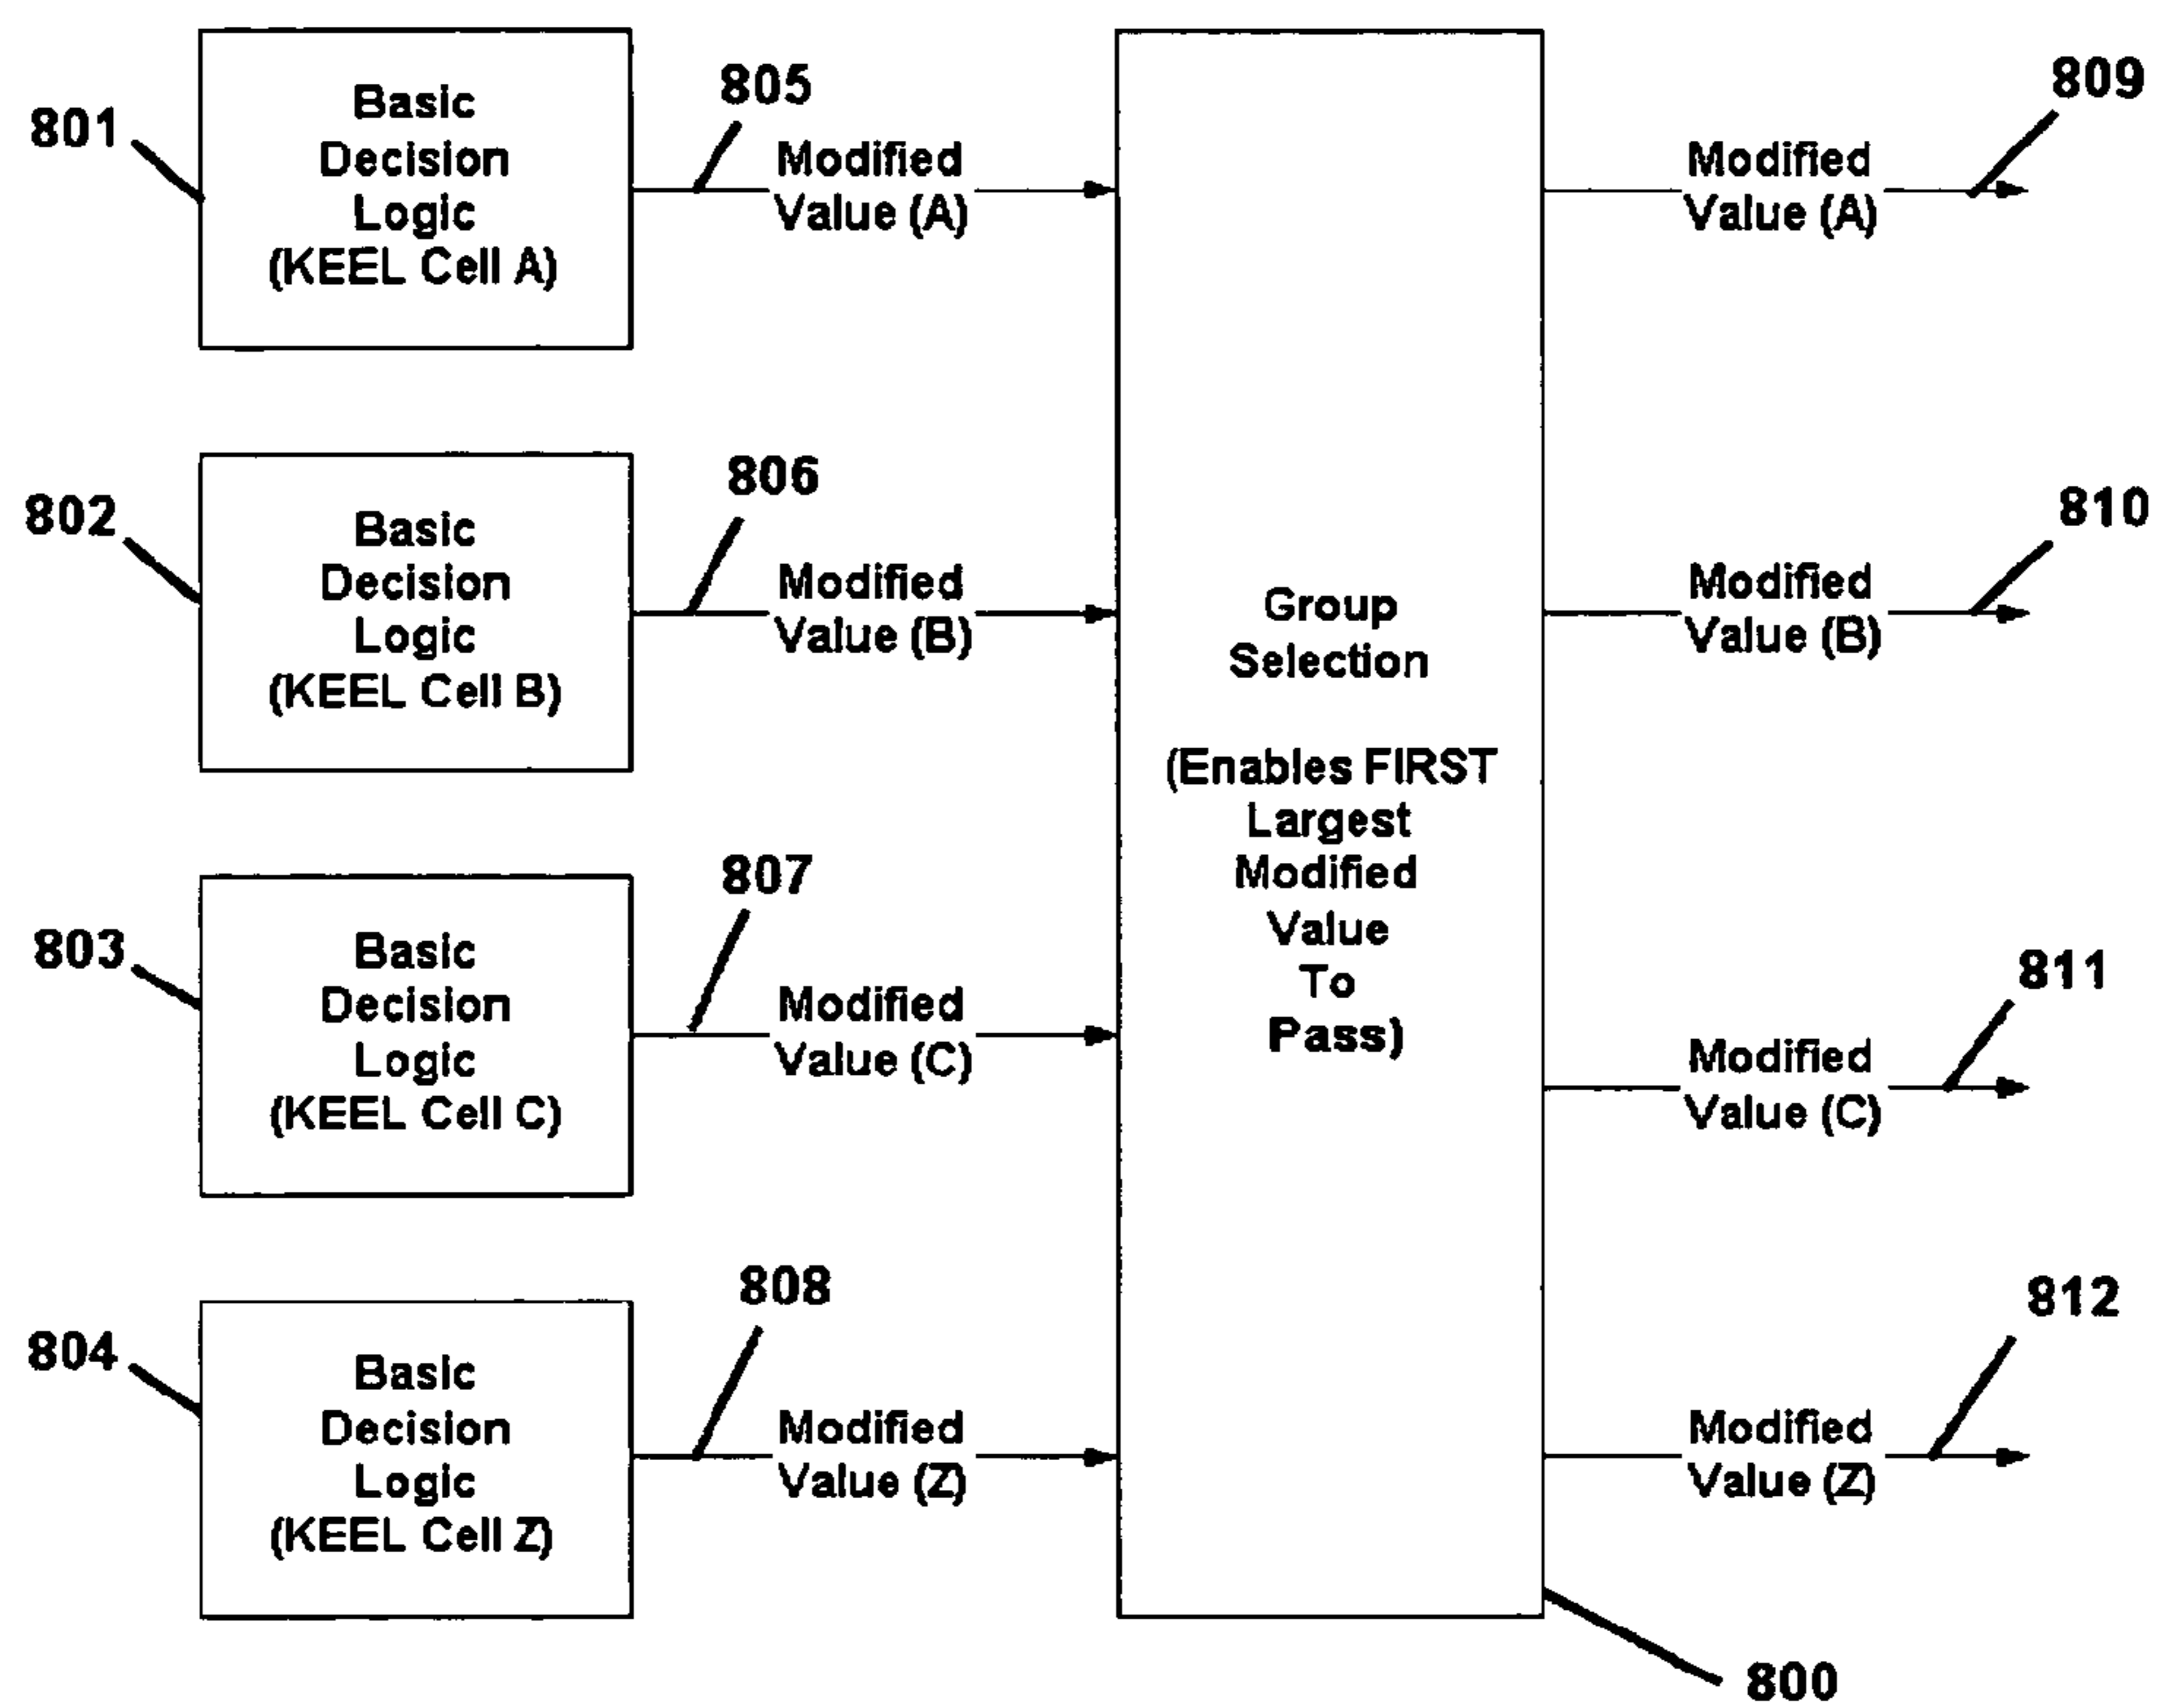 801
Basic
Decision
Logic
(KEEL Cell A)
805
Modified
Value (A)
802
Basic
Decision
Logic
(KEEL Cell B)
806
Modified
Value (B)
803
Basic
Decision
Logic
(KEEL Cell C)
807
Modified
Value (C)
804
Basic
Decision
Logic
(KEEL Cell Z)
808
Modified
Value (Z)
Group
Selection
(Enables FIRST
Largest
Modified
Value
To
Pass)
809
Modified
Value (A)
810
Modified
Value (B)
811
Modified
Value (C)
812
Modified
Value (Z)
800